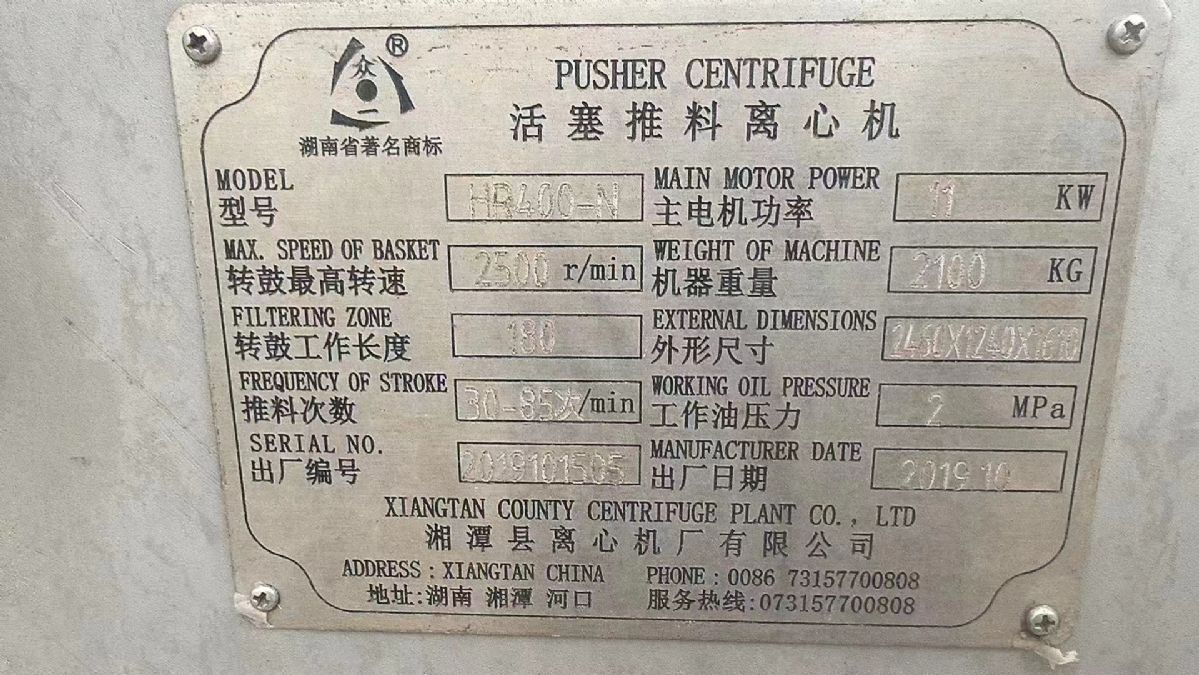 众一®
湖南省著名商标
PUSHER CENTRIFUGE
活塞推料离心机
MODEL HR400-N
型号
MAIN MOTOR POWER 11 KW
主电机功率
MAX. SPEED OF BASKET 2500 r/min
转鼓最高转速
WEIGHT OF MACHINE 2100 KG
机器重量
FILTERING ZONE 180
转鼓工作长度
EXTERNAL DIMENSIONS 2450X1240X1610
外形尺寸
FREQUENCY OF STROKE 30-85次/min
推料次数
WORKING OIL PRESSURE 2 MPa
工作油压力
SERIAL NO. 2019101505
出厂编号
MANUFACTURER DATE 2019.10
出厂日期
XIANGTAN COUNTY CENTRIFUGE PLANT CO., LTD
湘潭县离心机厂有限公司
ADDRESS : XIANGTAN CHINA PHONE : 0086 73157700808
地址:湖南 湘潭 河口 服务热线:073157700808